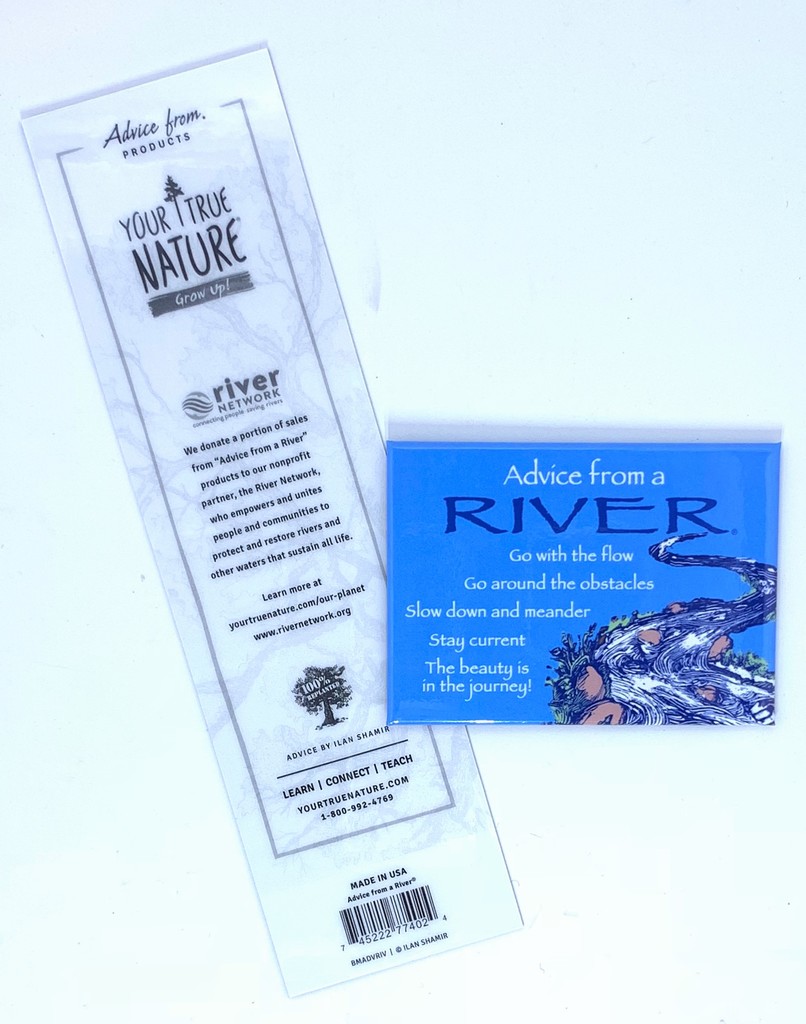 Advice from.
PRODUCTS
YOUR TRUE
NATURE®
Grow Up!
river
NETWORK
connecting people·saving rivers
We donate a portion of sales
from "Advice from a River"
products to our nonprofit
partner, the River Network,
who empowers and unites
people and communities to
protect and restore rivers and
other waters that sustain all life.
Learn more at
yourtruenature.com/our-planet
www.rivernetwork.org
100%
REPLANTED
ADVICE BY ILAN SHAMIR
LEARN | CONNECT | TEACH
YOURTRUENATURE.COM
1-800-992-4769
MADE IN USA
Advice from a River®
7 45222 77402 4
BMADVRIV | © ILAN SHAMIR
Advice from a
RIVER®
Go with the flow
Go around the obstacles
Slow down and meander
Stay current
The beauty is
in the journey!